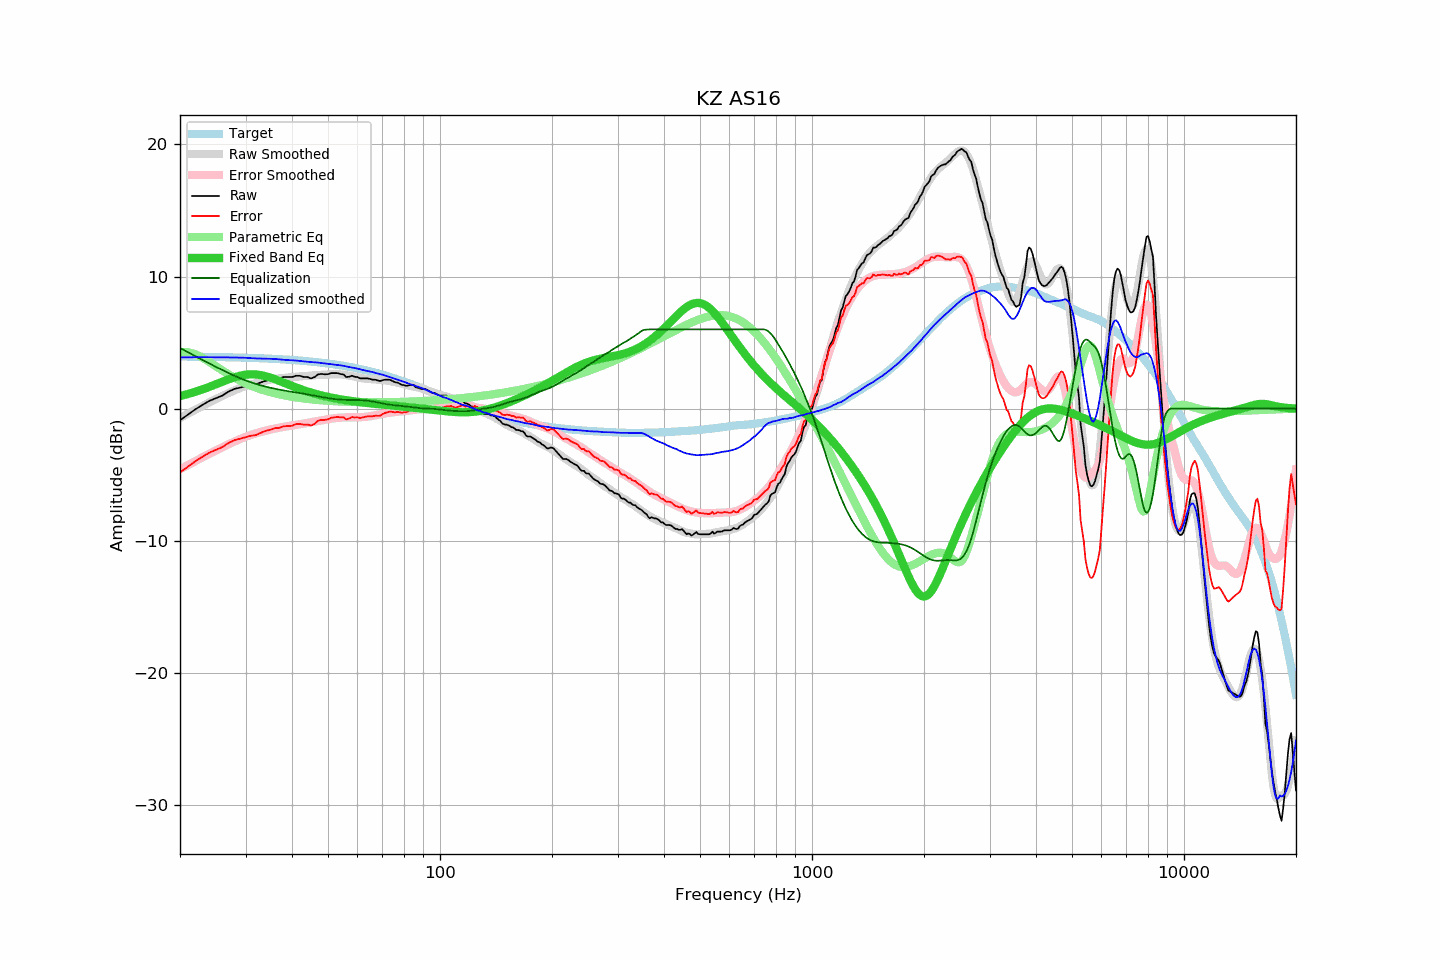 KZ AS16
Target
Raw Smoothed
Error Smoothed
Raw
Error
Parametric Eq
Fixed Band Eq
Equalization
Equalized smoothed
20
10
0
−10
−20
−30
Amplitude (dBr)
100
1000
10000
Frequency (Hz)